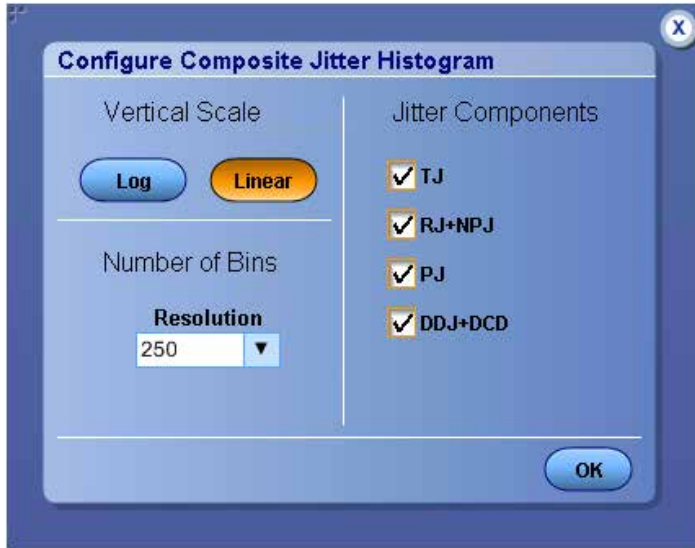 X
Configure Composite Jitter Histogram
Vertical Scale
Log
Linear
Number of Bins
Resolution
250
Jitter Components
TJ
RJ+NPJ
PJ
DDJ+DCD
OK